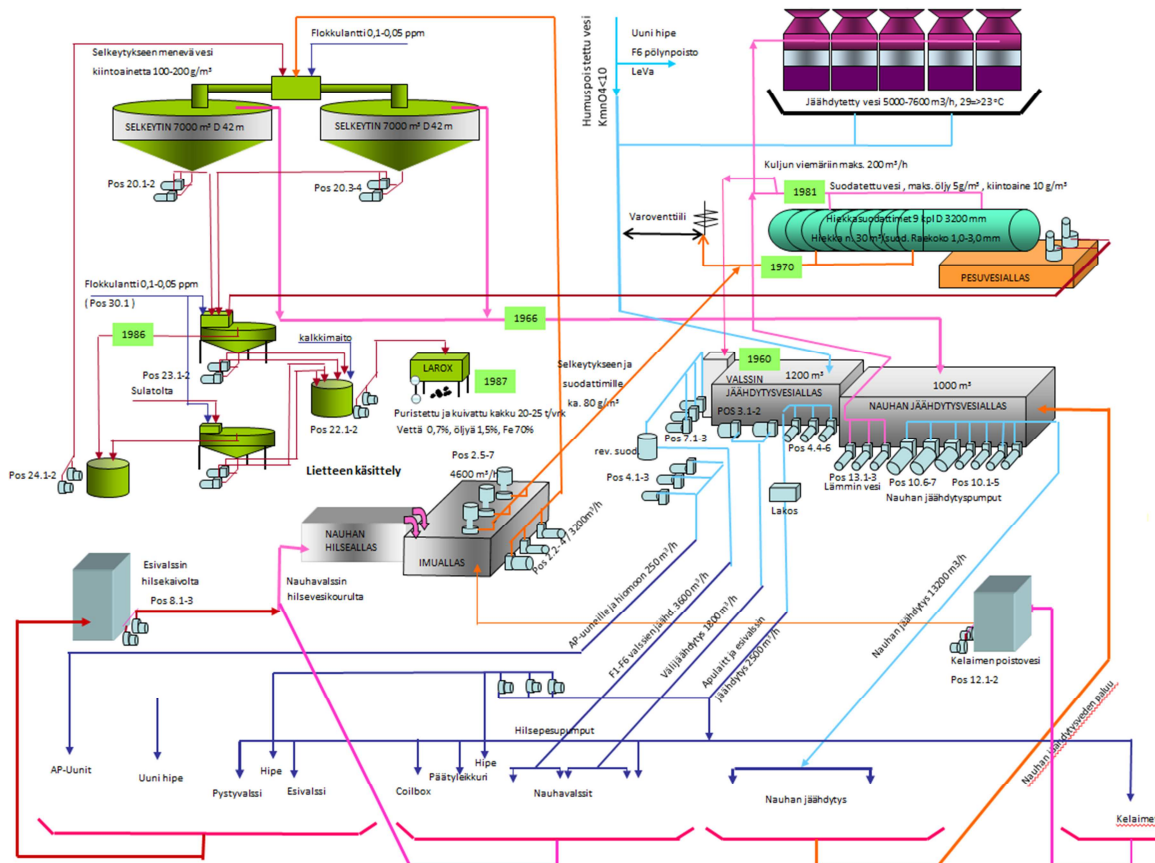 Selkeytykseen menevä vesi
kiintoainetta 100-200 g/m³
Flokkulantti 0,1-0,05 ppm
Humuspoistettu vesi
KmnO4<10
Uuni hipe
F6 pölynpoisto
LeVa
Jäähdytetty vesi 5000-7600 m3/h, 29=>23 °C
SELKEYTIN 7000 m³ D 42 m
SELKEYTIN 7000 m³ D 42 m
Pos 20.1-2
Pos 20.3-4
Kuljun viemäriin maks. 200 m³/h
1981
Suodatettu vesi , maks. öljy 5g/m³ , kiintoaine 10 g/m³
Varoventtiili
Hiekkasuodattimet 9 kpl D 3200 mm
Hiekka n. 30 m³/suod. Raekoko 1,0-3,0 mm
1970
PESUVESIALLAS
Flokkulantti 0,1-0,05 ppm
( Pos 30.1 )
1986
1966
kalkkimaito
Pos 23.1-2
LAROX
1987
Selkeytykseen ja
suodattimille
ka. 80 g/m³
1960
1200 m³
VALSSIN
JÄÄHDYTYSVESIALLAS
1000 m³
NAUHAN JÄÄHDYTYSVESIALLAS
Sulatolta
Pos 22.1-2
Puristettu ja kuivattu kakku 20-25 t/vrk
Vettä 0,7%, öljyä 1,5%, Fe 70%
POS 3.1-2
Pos 7.1-3
Pos 4.4-6
rev. suod.
Pos 24.1-2
Lietteen käsittely
Pos 2.5-7
4600 m³/h
Pos 4.1-3
Lakos
Pos 13.1-3
Lämmin vesi
Pos 10.6-7
Pos 10.1-5
Nauhan jäähdytyspumput
NAUHAN
HILSEALLAS
IMUALLAS
Pos 2.2-4 / 3200m³/h
Esivalssin
hilsekaivolta
Pos 8.1-3
Nauhavalssin
hilsevesikourulta
AP-uuneille ja hilomoon 250 m³/h
F1-F6 valssien jäähd. 3600 m³/h
Välijäähdytys 1800 m³/h
Apulaitt ja esivalssin
jäähdytys 2500 m³/h
Nauhan jäähdytys 13200 m3/h
Kelaimen poistovesi
Pos 12.1-2
Nauhan jäähdytysveden paluu
Hilsepesupumput
AP-Uunit
Uuni hipe
Pystyvalssi
Hipe
Esivalssi
Coilbox
Päätyleikkuri
Hipe
Nauhavalssit
Nauhan jäähdytys
Kelaimet